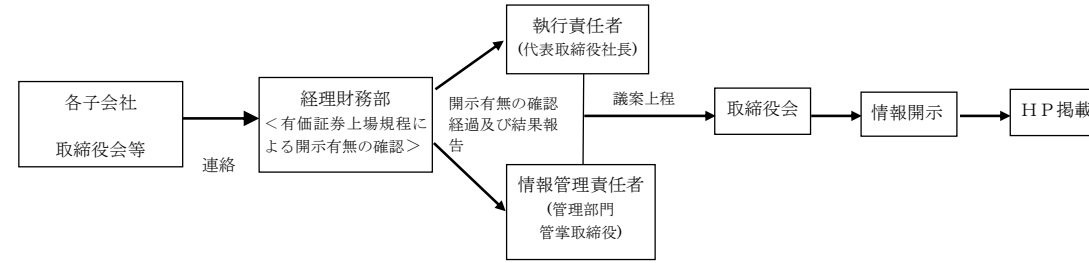 各子会社
取締役会等
連絡
経理財務部
<有価証券上場規程に
よる開示有無の確認>
執行責任者
(代表取締役社長)
開示有無の確認
経過及び結果報
告
情報管理責任者
(管理部門
管掌取締役)
議案上程
取締役会
情報開示
ＨＰ掲載